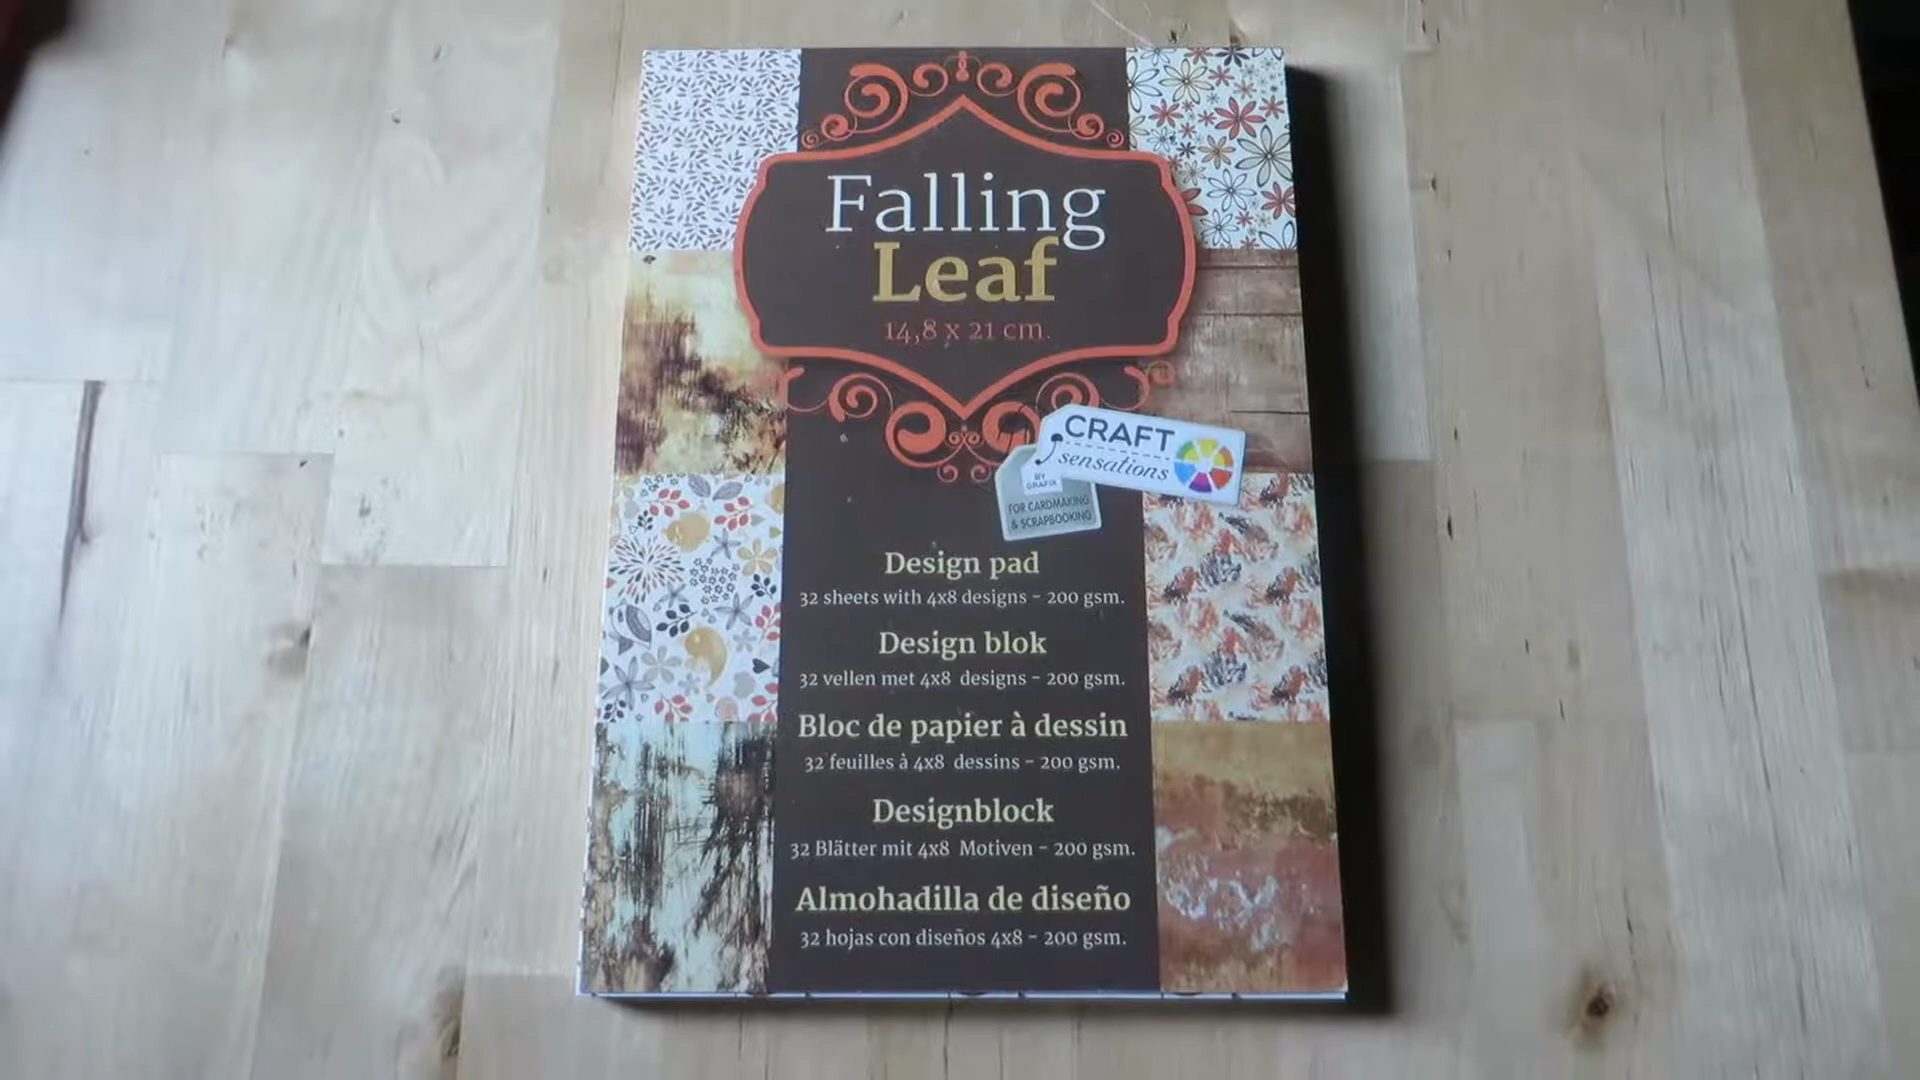 Falling
Leaf
14,8 x 21 cm.
CRAFT
sensations
BY
GRAFIX
FOR CARDMAKING
& SCRAPBOOKING
Design pad
32 sheets with 4x8 designs - 200 gsm.
Design blok
32 vellen met 4x8 designs - 200 gsm.
Bloc de papier à dessin
32 feuilles à 4x8 dessins - 200 gsm.
Designblock
32 Blätter mit 4x8 Motiven - 200 gsm.
Almohadilla de diseño
32 hojas con diseños 4x8 - 200 gsm.